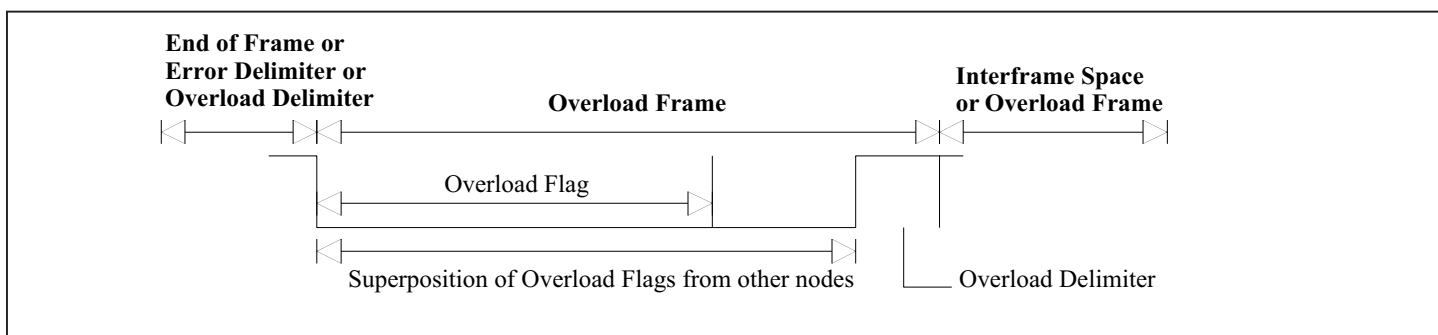 End of Frame or
Error Delimiter or
Overload Delimiter
Overload Frame
Interframe Space
or Overload Frame
Overload Flag
Superposition of Overload Flags from other nodes
Overload Delimiter